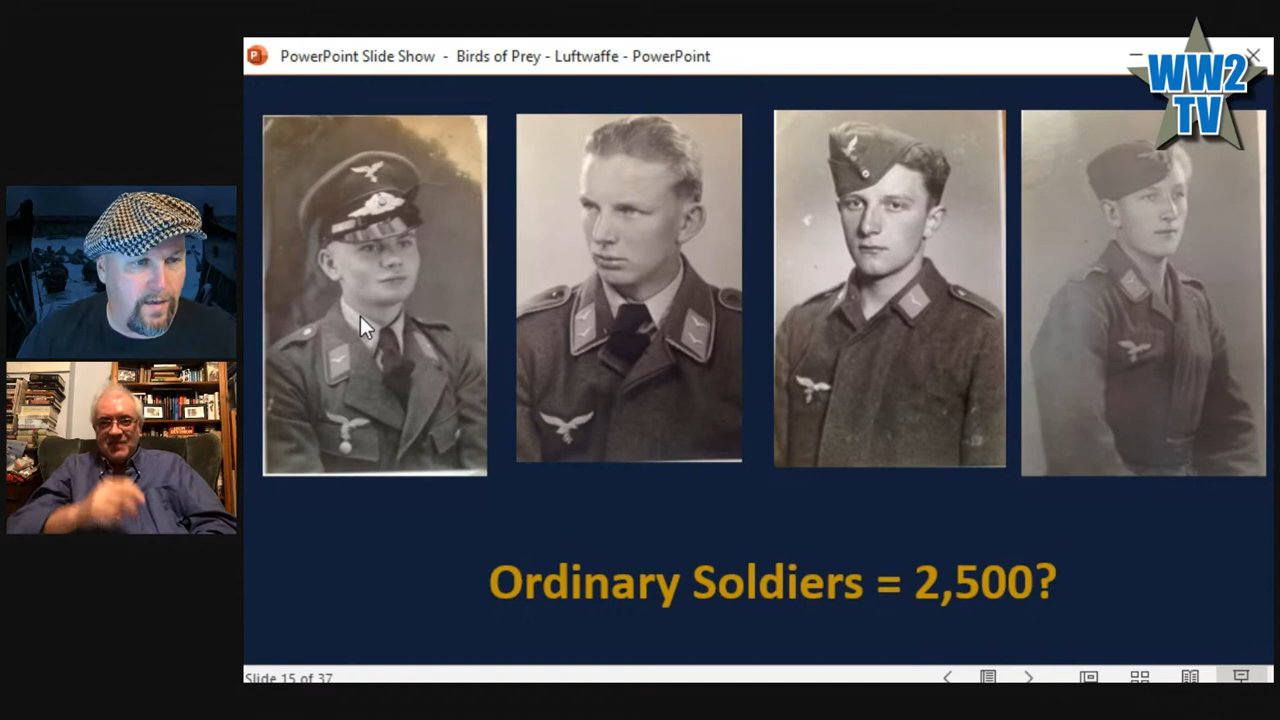 PowerPoint Slide Show - Birds of Prey - Luftwaffe - PowerPoint
WW2
TV
Ordinary Soldiers = 2,500?
Slide 15 of 37